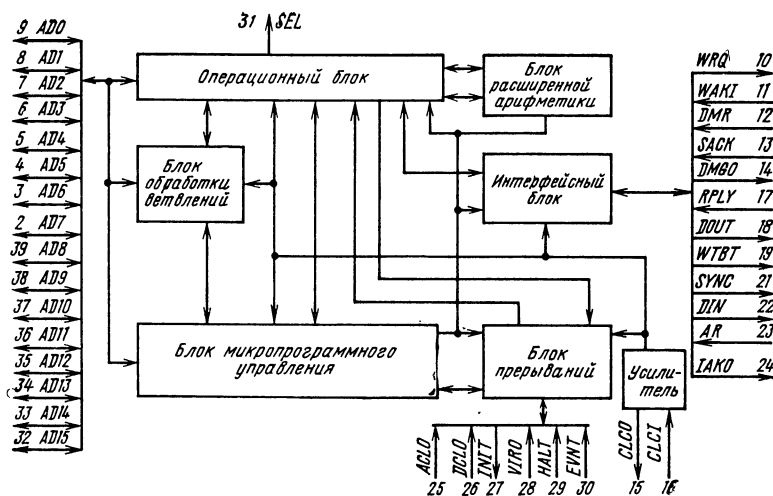 31 SEL
9 AD0
8 AD1
7 AD2
6 AD3
5 AD4
4 AD5
3 AD6
2 AD7
39 AD8
38 AD9
37 AD10
36 AD11
35 AD12
34 AD13
33 AD14
32 AD15
Операционный блок
Блок
расширенной
арифметики
Блок
обработки
ветвлений
Интерфейсный
блок
Блок микропрограммного
управления
Блок
прерываний
Усили-
тель
WRQ 10
WAKI 11
DMR 12
SACK 13
DMGO 14
RPLY 17
DOUT 18
WTBT 19
SYNC 21
DIN 22
AR 23
IAKO 24
ACLO
DCLO
INIT
VIRO
HALT
EVNT
CLCO
CLCI
25 26 27 28 29 30 15 16